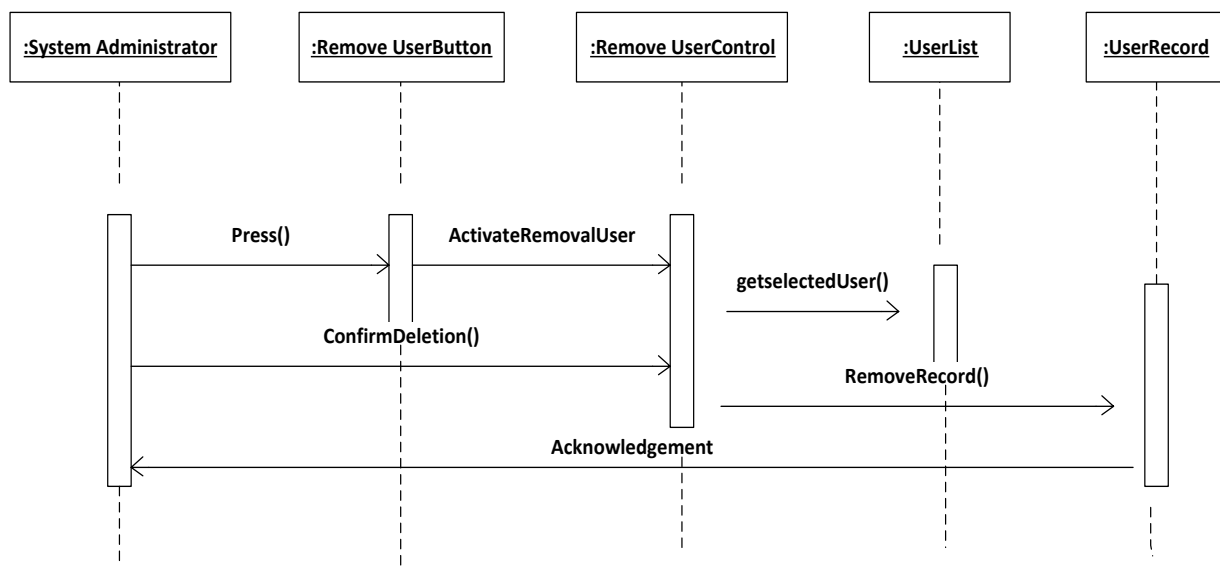 :System Administrator
:Remove UserButton
:Remove UserControl
:UserList
:UserRecord
Press()
ActivateRemovalUser
getselectedUser()
ConfirmDeletion()
RemoveRecord()
Acknowledgement